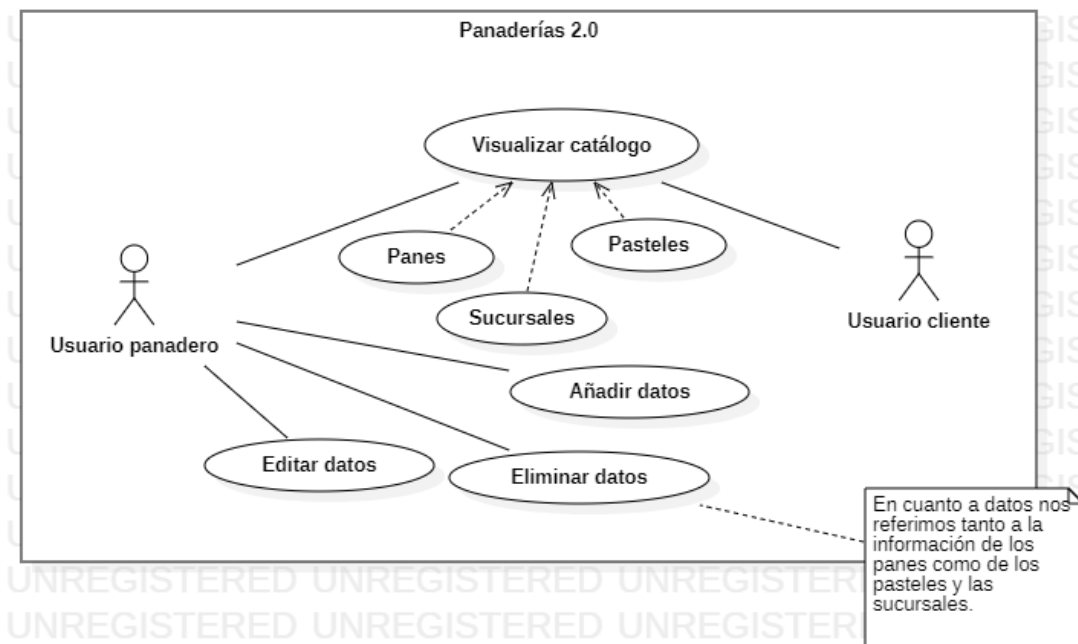 Panaderías 2.0
Visualizar catálogo
Panes
Pasteles
Sucursales
Usuario panadero
Usuario cliente
Añadir datos
Editar datos
Eliminar datos
En cuanto a datos nos
referimos tanto a la
información de los
panes como de los
pasteles y las
sucursales.
UNREGISTERED UNREGISTERED UNREGISTERED
UNREGISTERED UNREGISTERED UNREGISTERED